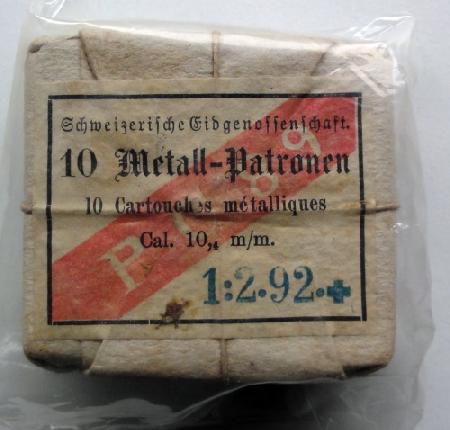 Schweizerische Eidgenossenschaft.
10 Metall-Patronen
10 Cartouches métalliques
Cal. 10,4 m/m.
1:2.92.✚